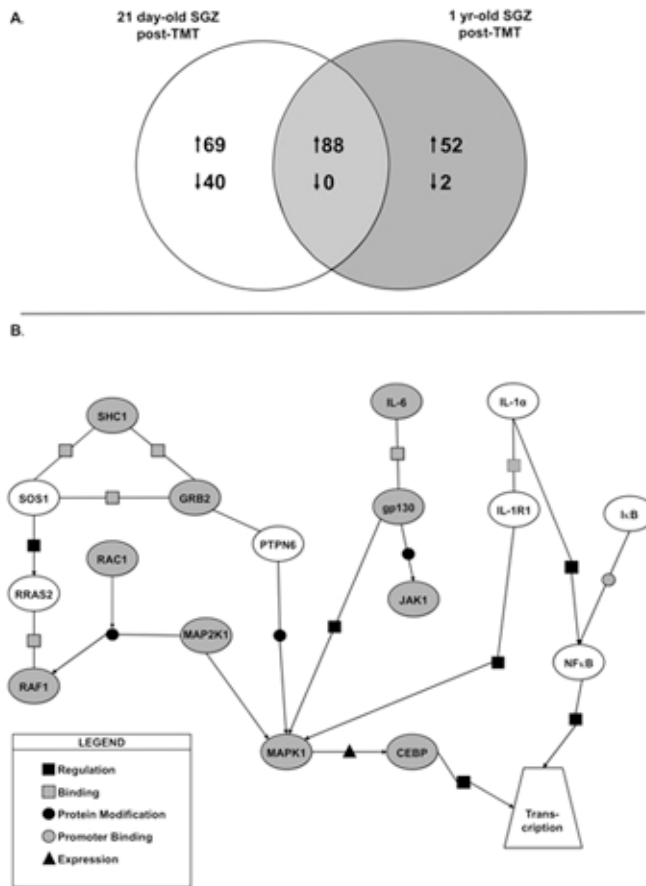 A.
21 day-old SGZ
post-TMT
1 yr-old SGZ
post-TMT
↑69
↑88
↑52
↓40
↓0
↓2
B.
SHC1
IL-6
IL-1α
SOS1
GRB2
gp130
IL-1R1
IκB
PTPN6
RAC1
RRAS2
JAK1
MAP2K1
NFκB
RAF1
MAPK1
CEBP
Trans-
cription
LEGEND
Regulation
Binding
Protein Modification
Promoter Binding
Expression